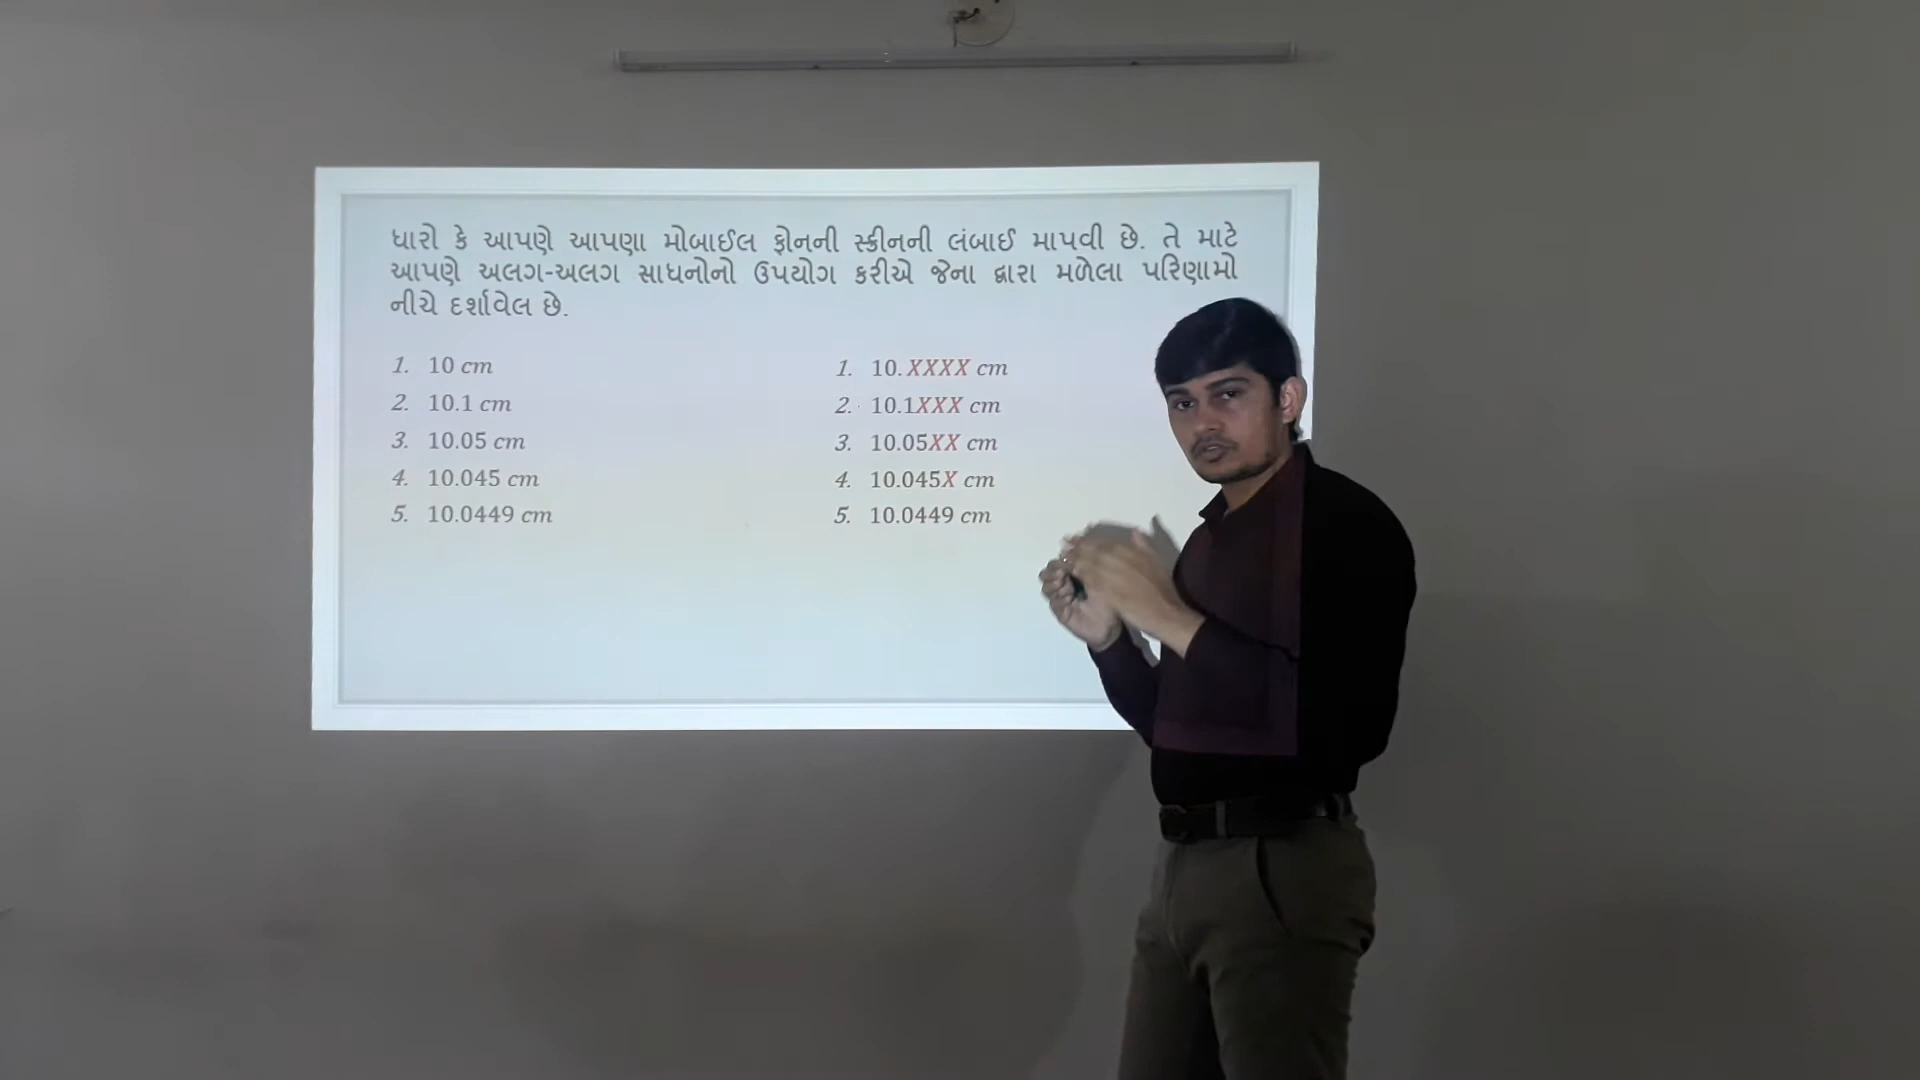 ધારો કે આપણે આપણા મોબાઈલ ફોનની સ્ક્રીનની લંબાઈ માપવી છે. તે માટે
આપણે અલગ-અલગ સાધનોનો ઉપયોગ કરીએ જેના દ્વારા મળેલા પરિણામો
નીચે દર્શાવેલ છે.
1. 10 cm
2. 10.1 cm
3. 10.05 cm
4. 10.045 cm
5. 10.0449 cm
1. 10.XXXX cm
2. 10.1XXX cm
3. 10.05XX cm
4. 10.045X cm
5. 10.0449 cm